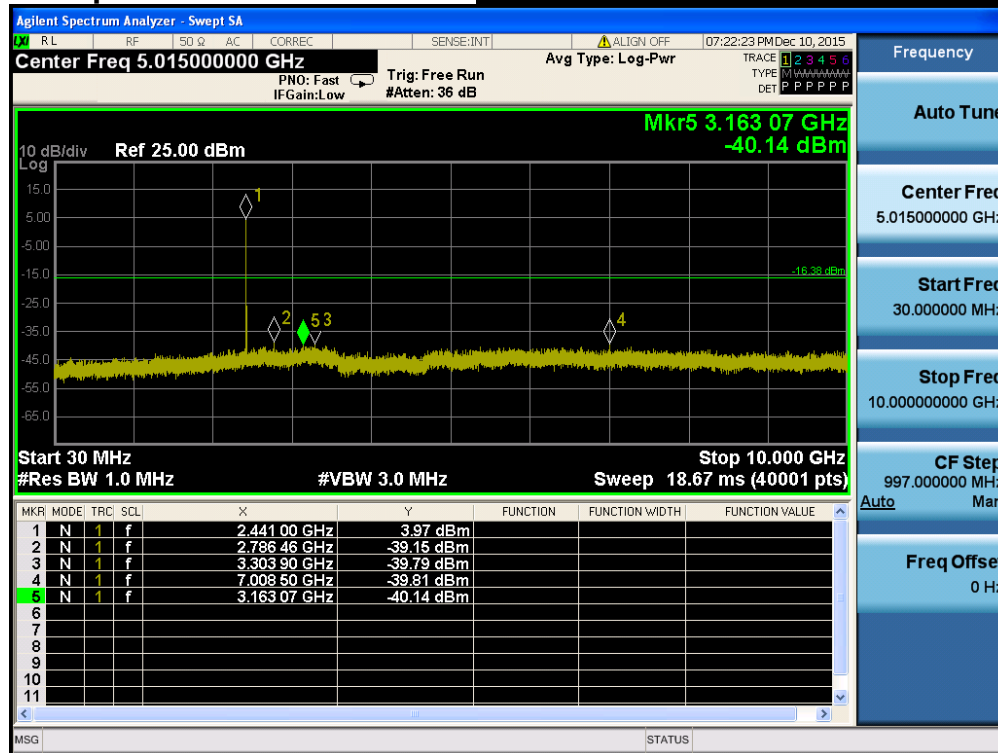 Agilent Spectrum Analyzer - Swept SA
LXI RL RF 50 Ω AC CORREC SENSE:INT ALIGN OFF 07:22:23 PM Dec 10, 2015
Center Freq 5.015000000 GHz
PNO: Fast
IFGain:Low
Trig: Free Run
#Atten: 36 dB
Avg Type: Log-Pwr
TRACE 1 2 3 4 5 6
TYPE M
DET P P P P P P
Mkr5 3.163 07 GHz
-40.14 dBm
10 dB/div Ref 25.00 dBm
Log
15.0
5.00
-5.00
-15.0
-25.0
-35.0
-45.0
-55.0
-65.0
1
2
5 3
4
-16.38 dBm
Start 30 MHz Stop 10.000 GHz
#Res BW 1.0 MHz #VBW 3.0 MHz Sweep 18.67 ms (40001 pts)
MKR MODE TRC SCL X Y FUNCTION FUNCTION WIDTH FUNCTION VALUE
1 N 1 f 2.441 00 GHz 3.97 dBm
2 N 1 f 2.786 46 GHz -39.15 dBm
3 N 1 f 3.303 90 GHz -39.79 dBm
4 N 1 f 7.008 50 GHz -39.81 dBm
5 N 1 f 3.163 07 GHz -40.14 dBm
6
7
8
9
10
11
MSG STATUS
Frequency
Auto Tune
Center Freq
5.015000000 GHz
Start Freq
30.000000 MHz
Stop Freq
10.000000000 GHz
CF Step
997.000000 MHz
Auto Man
Freq Offset
0 Hz